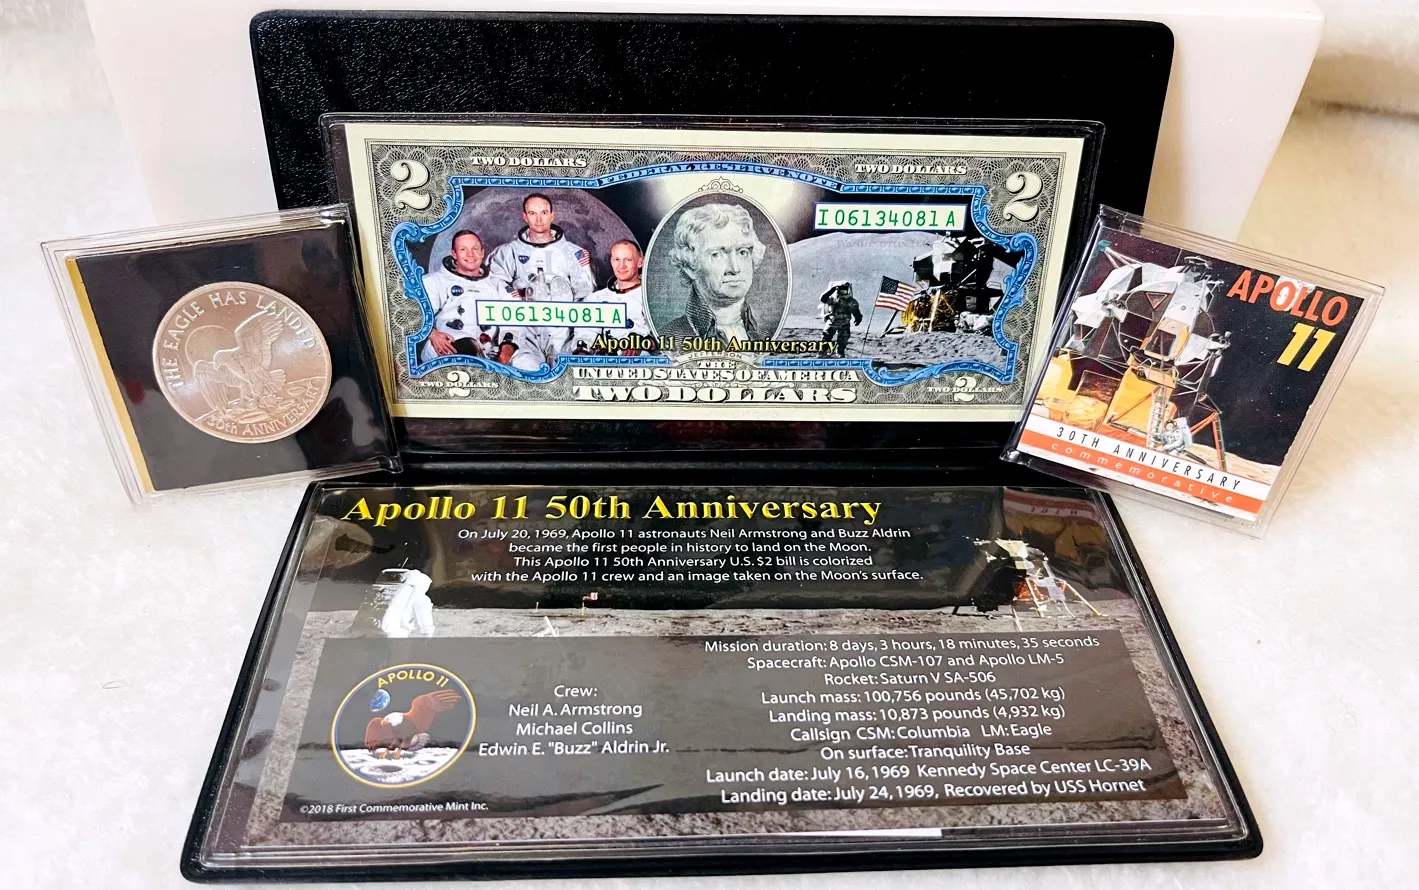 2
TWO DOLLARS
FEDERAL RESERVE NOTE
TWO DOLLARS
2
I 06134081 A
I 06134081 A
Apollo 11 50th Anniversary
JEFFERSON
THE
UNITED STATES OF AMERICA
TWO DOLLARS
TWO DOLLARS
2
TWO DOLLARS
2
THE EAGLE HAS LANDED
30th ANNIVERSARY
APOLLO
11
30TH ANNIVERSARY
commemorative
Apollo 11 50th Anniversary
On July 20, 1969, Apollo 11 astronauts Neil Armstrong and Buzz Aldrin
became the first people in history to land on the Moon.
This Apollo 11 50th Anniversary U.S. $2 bill is colorized
with the Apollo 11 crew and an image taken on the Moon's surface.
APOLLO 11
Crew:
Neil A. Armstrong
Michael Collins
Edwin E. "Buzz" Aldrin Jr.
Mission duration: 8 days, 3 hours, 18 minutes, 35 seconds
Spacecraft: Apollo CSM-107 and Apollo LM-5
Rocket: Saturn V SA-506
Launch mass: 100,756 pounds (45,702 kg)
Landing mass: 10,873 pounds (4,932 kg)
Callsign CSM: Columbia LM: Eagle
On surface: Tranquility Base
Launch date: July 16, 1969 Kennedy Space Center LC-39A
Landing date: July 24, 1969, Recovered by USS Hornet
©2018 First Commemorative Mint Inc.